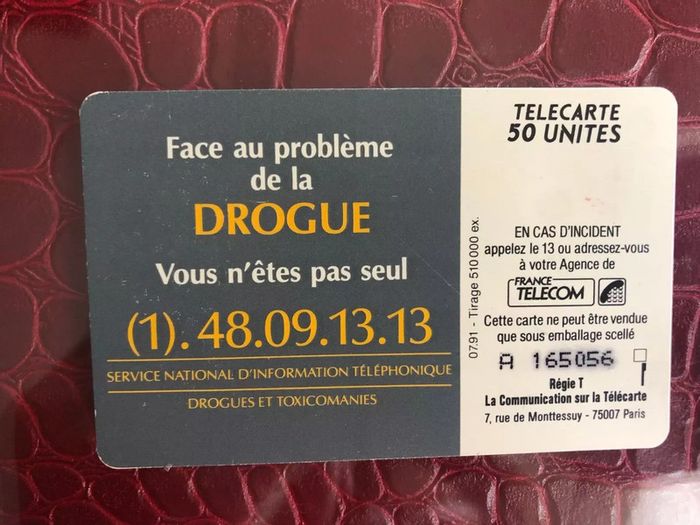 Face au problème
de la
DROGUE
Vous n'êtes pas seul
(1).48.09.13.13
SERVICE NATIONAL D'INFORMATION TÉLÉPHONIQUE
DROGUES ET TOXICOMANIES
07.91 - Tirage 510000 ex.
TELECARTE
50 UNITES
EN CAS D'INCIDENT
appelez le 13 ou adressez-vous
à votre Agence de
FRANCE
TELECOM
Cette carte ne peut être vendue
que sous emballage scellé
A 165056
Régie T
La Communication sur la Télécarte
7, rue de Monttessuy - 75007 Paris